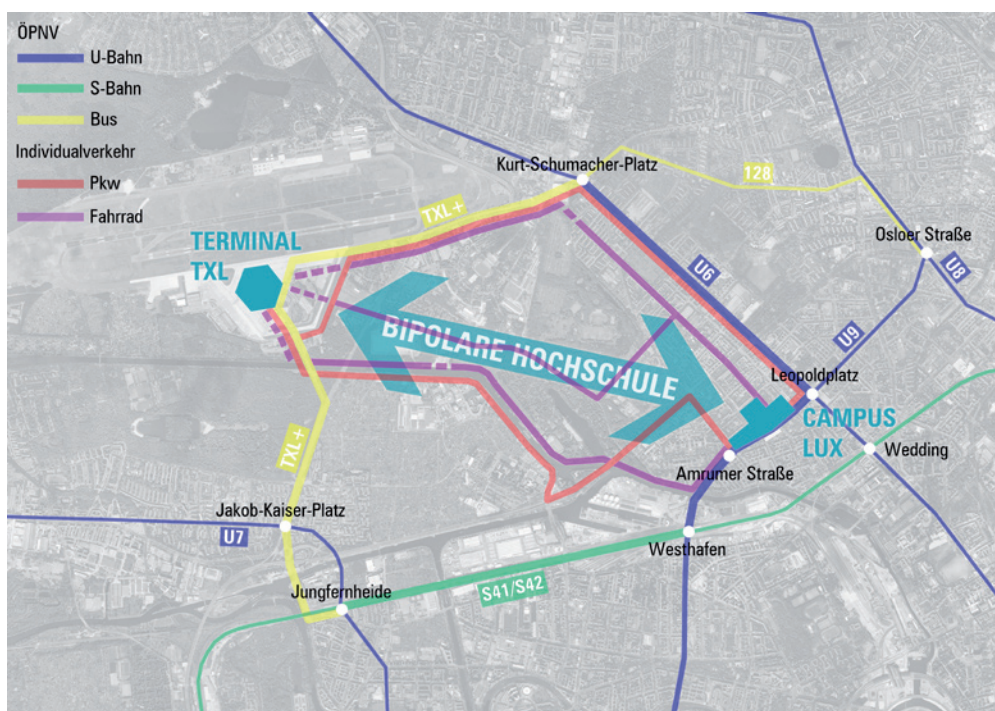 ÖPNV
U-Bahn
S-Bahn
Bus
Individualverkehr
Pkw
Fahrrad
Kurt-Schumacher-Platz
128
TXL+
TERMINAL
TXL
Osloer Straße
U8
U6
U9
BIPOLARE HOCHSCHULE
Leopoldplatz
CAMPUS
LUX
Wedding
Amrumer Straße
TXL+
Jakob-Kaiser-Platz
U7
Westhafen
Jungfernheide
S41/S42